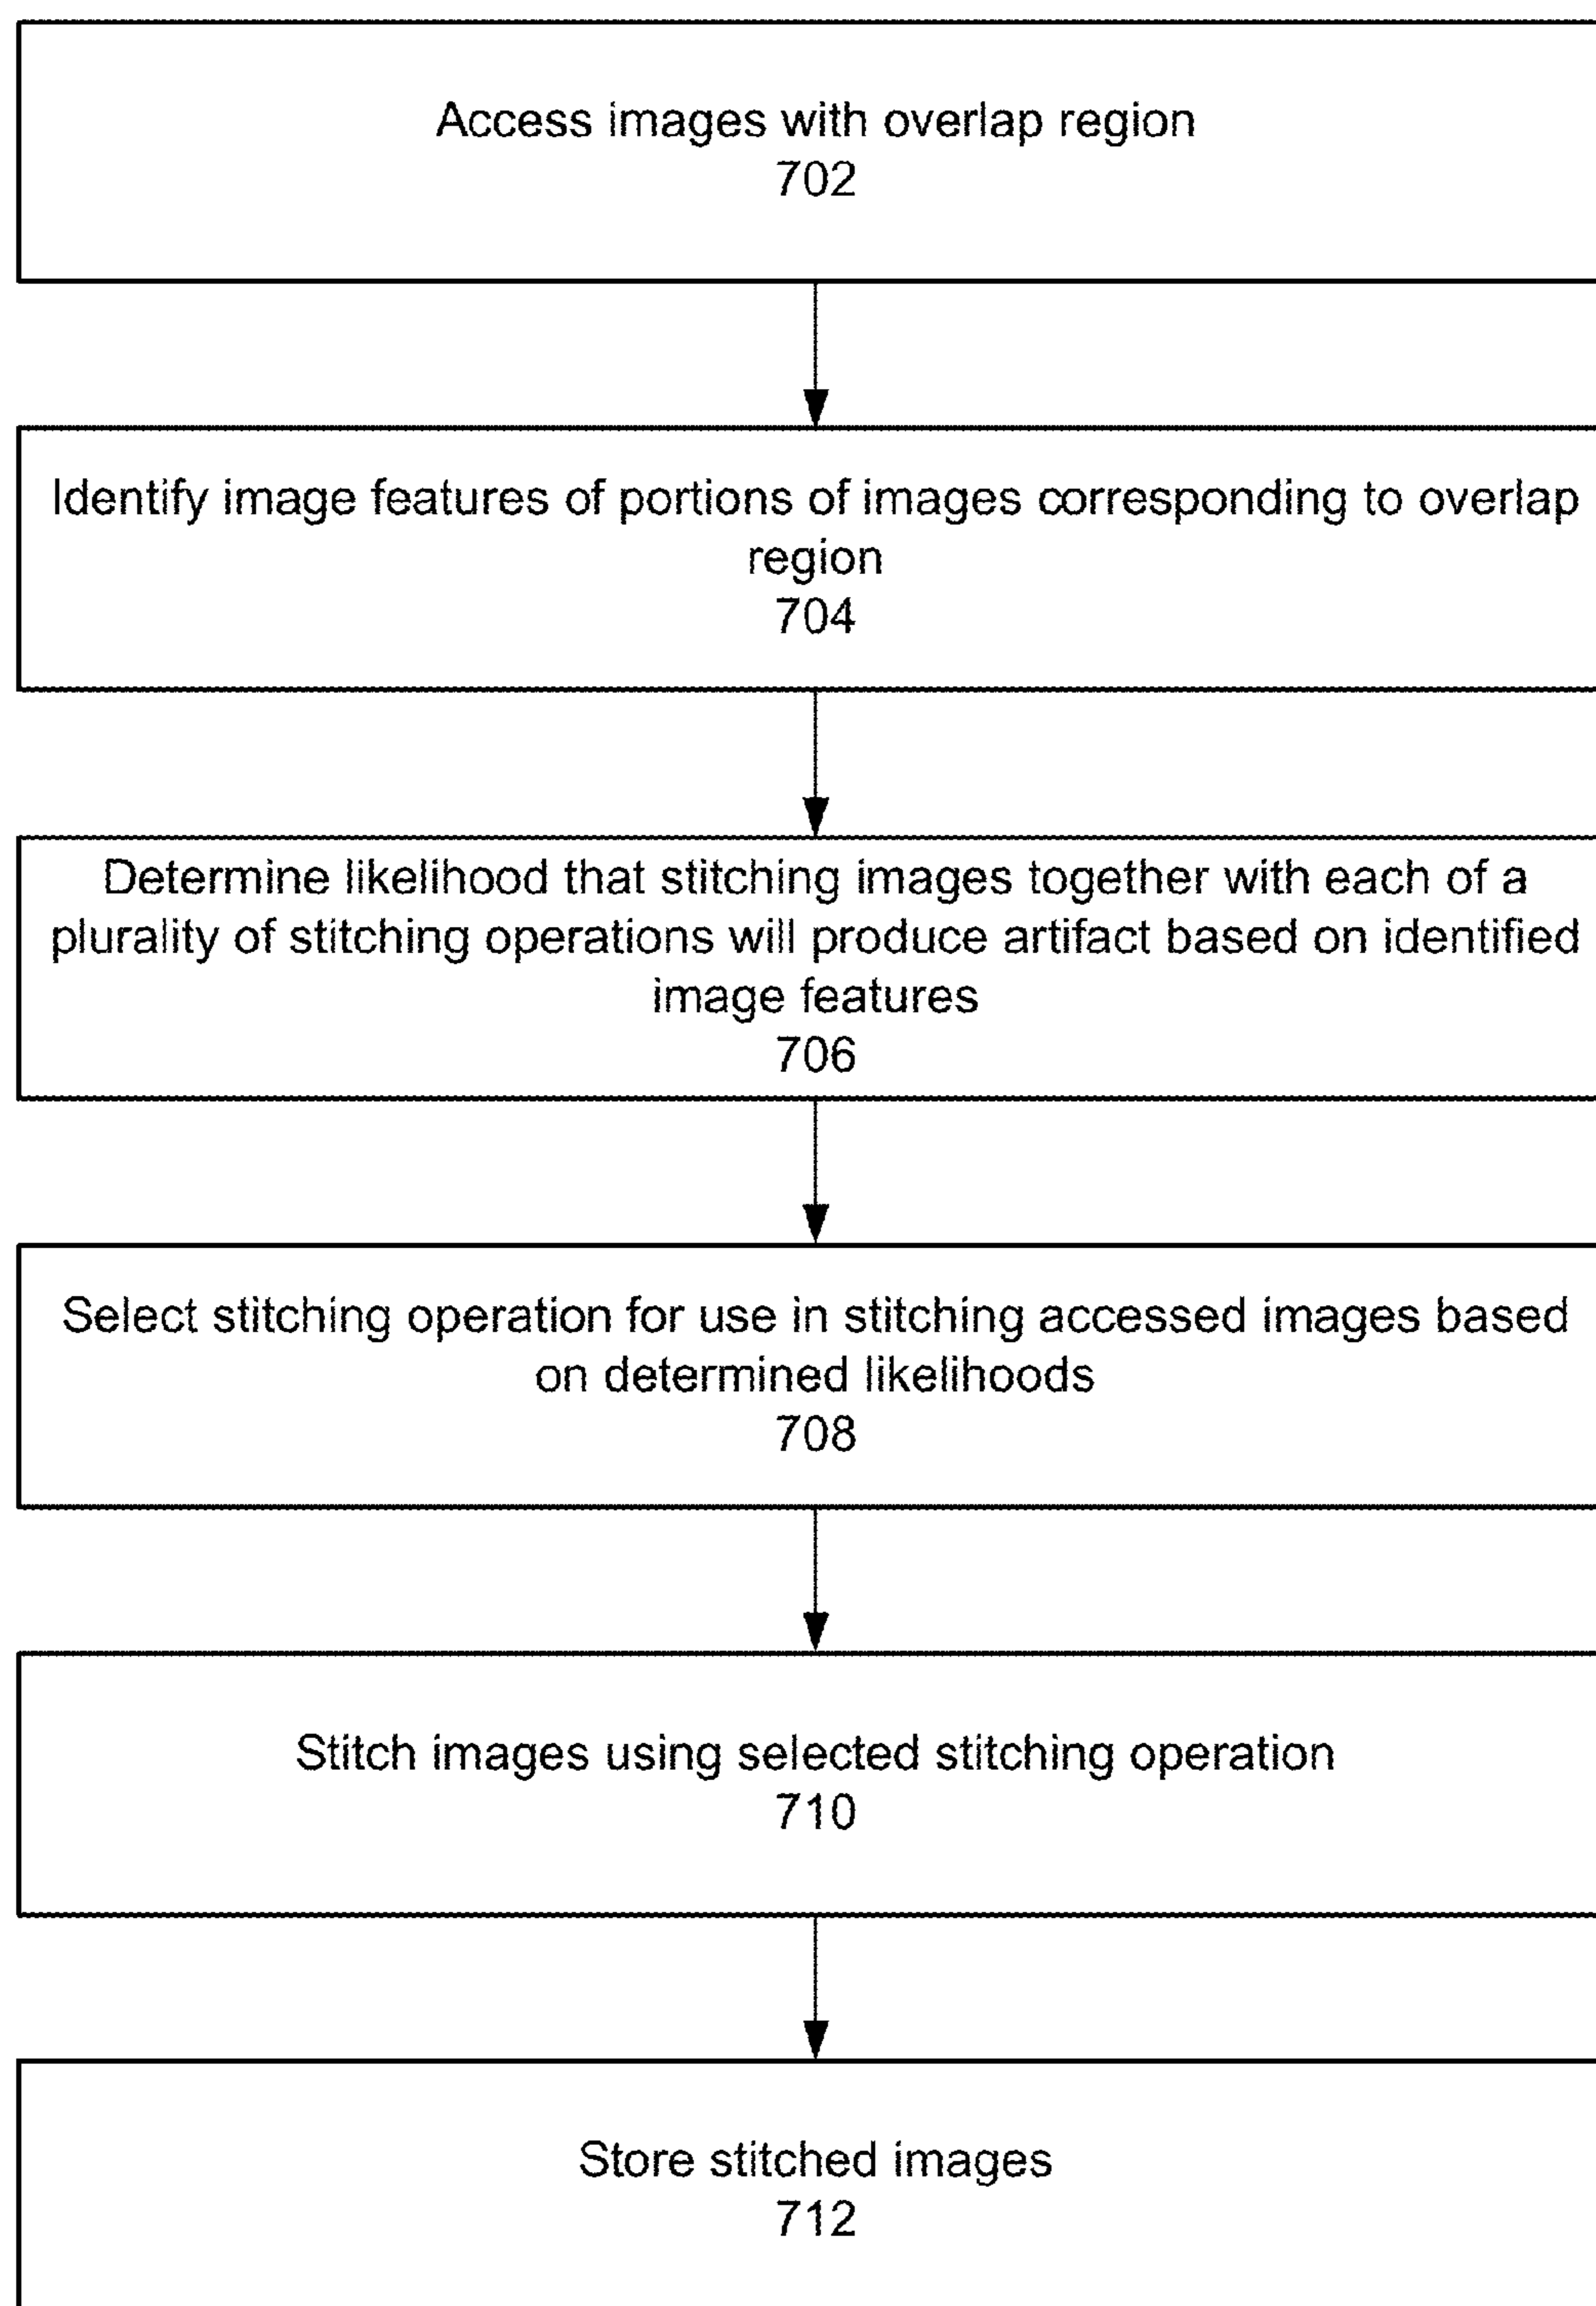 Access images with overlap region
702
Identify image features of portions of images corresponding to overlap
region
704
Determine likelihood that stitching images together with each of a
plurality of stitching operations will produce artifact based on identified
image features
706
Select stitching operation for use in stitching accessed images based
on determined likelihoods
708
Stitch images using selected stitching operation
710
Store stitched images
712